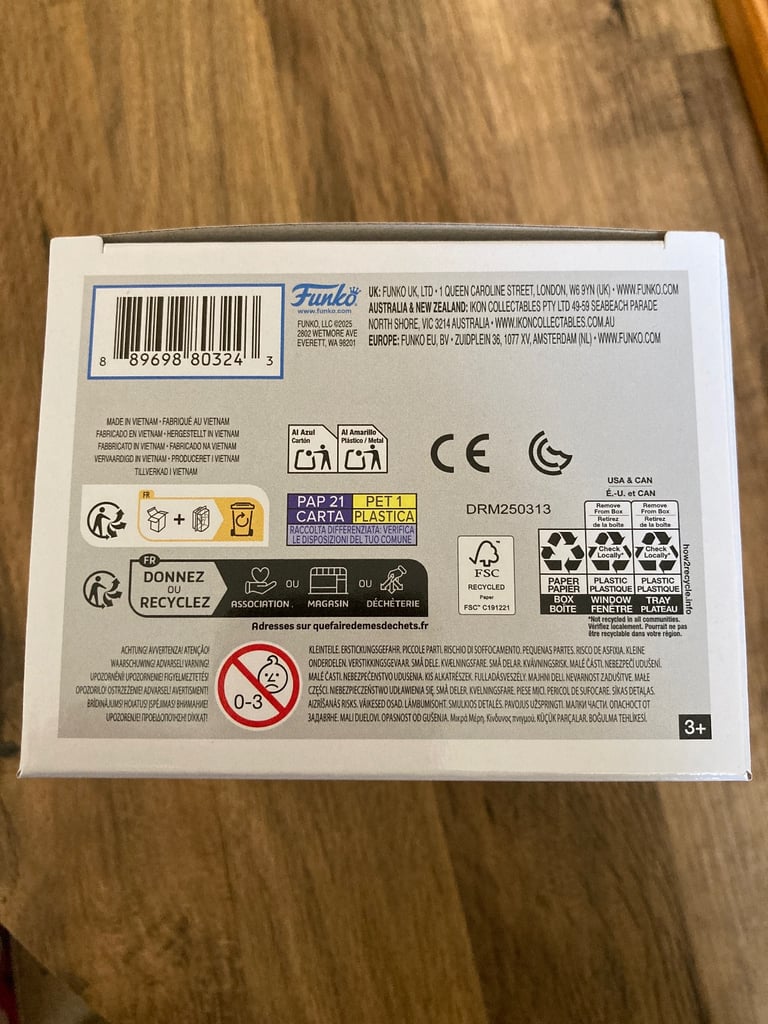 8 89698 80324 3
Funko
www.funko.com
FUNKO, LLC ©2025
2802 WETMORE AVE
EVERETT, WA 98201
UK: FUNKO UK, LTD • 1 QUEEN CAROLINE STREET, LONDON, W6 9YN (UK) • WWW.FUNKO.COM
AUSTRALIA & NEW ZEALAND: IKON COLLECTABLES PTY LTD 49-59 SEABEACH PARADE
NORTH SHORE, VIC 3214 AUSTRALIA • WWW.IKONCOLLECTABLES.COM.AU
EUROPE: FUNKO EU, BV • ZUIDPLEIN 36, 1077 XV, AMSTERDAM (NL) • WWW.FUNKO.COM
MADE IN VIETNAM • FABRIQUÉ AU VIETNAM
FABRICADO EN VIETNAM • HERGESTELLT IN VIETNAM
FABBRICATO IN VIETNAM • FABRICADO NA VIETNAM
VERVAARDIGD IN VIETNAM • PRODUCERET I VIETNAM
TILLVERKAD I VIETNAM
Al Azul
Cartón
Al Amarillo
Plástico / Metal
CE
FR
+
PAP 21
CARTA
PET 1
PLASTICA
RACCOLTA DIFFERENZIATA: VERIFICA
LE DISPOSIZIONI DEL TUO COMUNE
DRM250313
FSC
RECYCLED
Paper
FSC® C191221
USA & CAN
É.-U. et CAN
Remove From Box
Retirez de la boîte
Remove From Box
Retirez de la boîte
Check Locally*
Check Locally*
PAPER
PAPIER
BOX
BOÎTE
PLASTIC
PLASTIQUE
WINDOW
FENÊTRE
PLASTIC
PLASTIQUE
TRAY
PLATEAU
how2recycle.info
*Not recycled in all communities.
Vérifiez localement. Pourrait ne pas
être recyclable dans votre région.
FR
DONNEZ
OU
RECYCLEZ
ASSOCIATION
OU
MAGASIN
OU
DÉCHÈTERIE
Adresses sur quefairedemesdechets.fr
ACHTUNG! AVVERTENZA! ATENÇÃO!
WAARSCHUWING! ADVARSEL! VARNING!
UPOZORNĚNÍ! UPOZORNENIE! FIGYELMEZTETÉS!
OPOZORILO! OSTRZEŻENIE! ADVARSEL! AVERTISMENT!
BRĪDINĀJUMS! HOIATUS! ĮSPĖJIMAS! ВНИМАНИЕ!
UPOZORENJE! ΠΡΟΕΙΔΟΠΟΙΗΣΗ! DİKKAT!
0-3
KLEINTEILE. ERSTICKUNGSGEFAHR. PICCOLE PARTI. RISCHIO DI SOFFOCAMENTO. PEQUENAS PARTES. RISCO DE ASFIXIA. KLEINE
ONDERDELEN. VERSTIKKINGSGEVAAR. SMÅ DELE. KVÆLNINGSFARE. SMÅ DELAR. KVÄVNINGSRISK. MALÉ ČÁSTI. NEBEZPEČÍ UDUŠENÍ.
MALÉ ČASTI. NEBEZPEČENSTVO UDUSENIA. KIS ALKATRÉSZEK. FULLADÁSVESZÉLY. MAJHNI DELI. NEVARNOST ZADUŠITVE. MAŁE
CZĘŚCI. NIEBEZPIECZEŃSTWO UDŁAWIENIA SIĘ. SMÅ DELER. KVELNINGSFARE. PIESE MICI. PERICOL DE SUFOCARE. SĪKAS DETAĻAS.
AIZRĪŠANĀS RISKS. VÄIKESED OSAD. LÄMBUMISOHT. SMULKIOS DETALĖS. PAVOJUS UŽSPRINGTI. МАЛКИ ЧАСТИ. ОПАСНОСТ ОТ
ЗАДАВЯНЕ. MALI DIJELOVI. OPASNOST OD GUŠENJA. Μικρά Μέρη. Κίνδυνος πνιγμού. KÜÇÜK PARÇALAR. BOĞULMA TEHLİKESİ.
3+